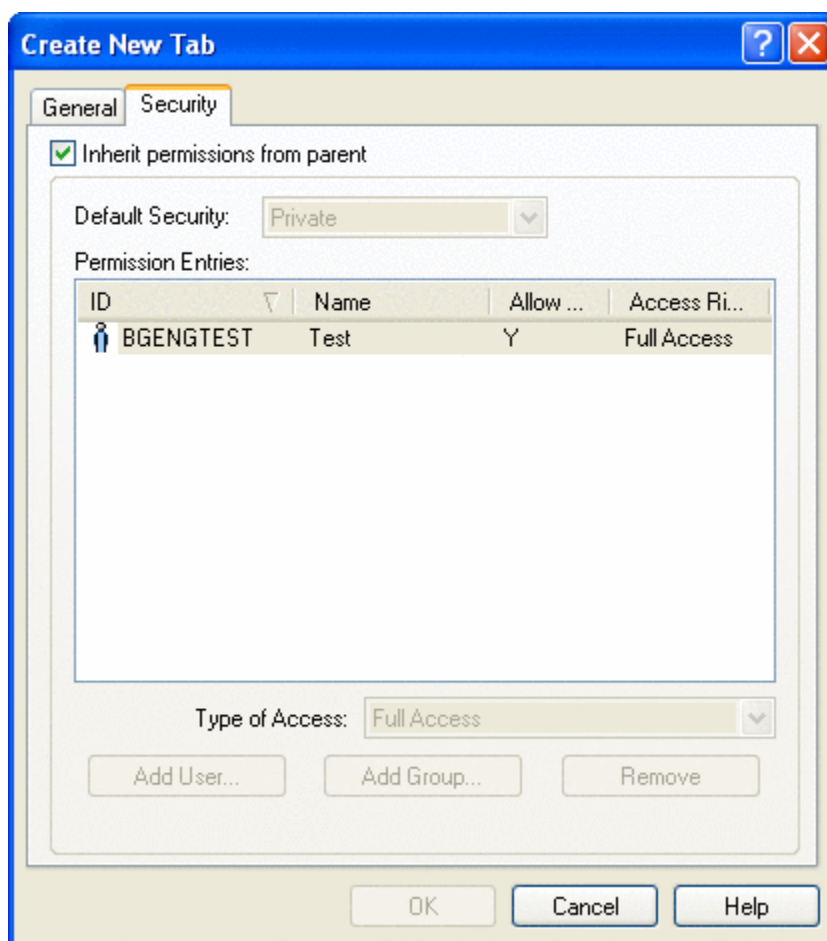 Create New Tab
General Security
Inherit permissions from parent
Default Security: Private
Permission Entries:
ID Name Allow ... Access Ri...
BGENGTEST Test Y Full Access
Type of Access: Full Access
Add User... Add Group... Remove
OK Cancel Help